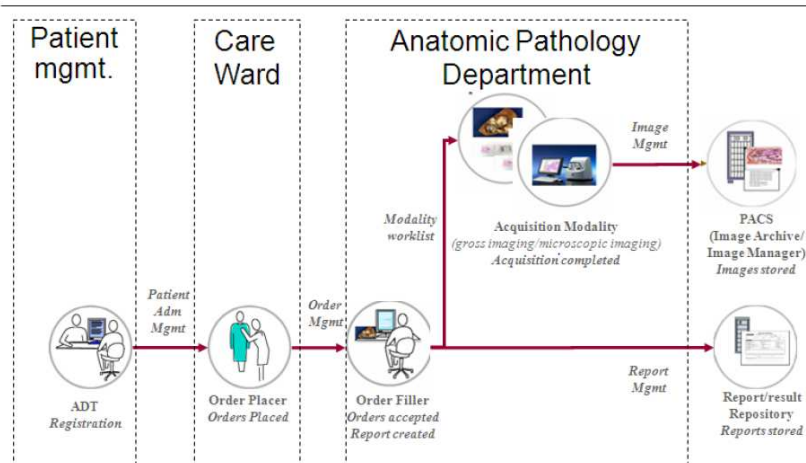 Patient
mgmt.
Care
Ward
Anatomic Pathology
Department
Image
Mgmt
Modality
worklist
Acquisition Modality
(gross imaging/microscopic imaging)
Acquisition completed
PACS
(Image Archive/
Image Manager)
Images stored
Patient
Adm
Mgmt
Order
Mgmt
Report
Mgmt
ADT
Registration
Order Placer
Orders Placed
Order Filler
Orders accepted
Report created
Report/result
Repository
Reports stored